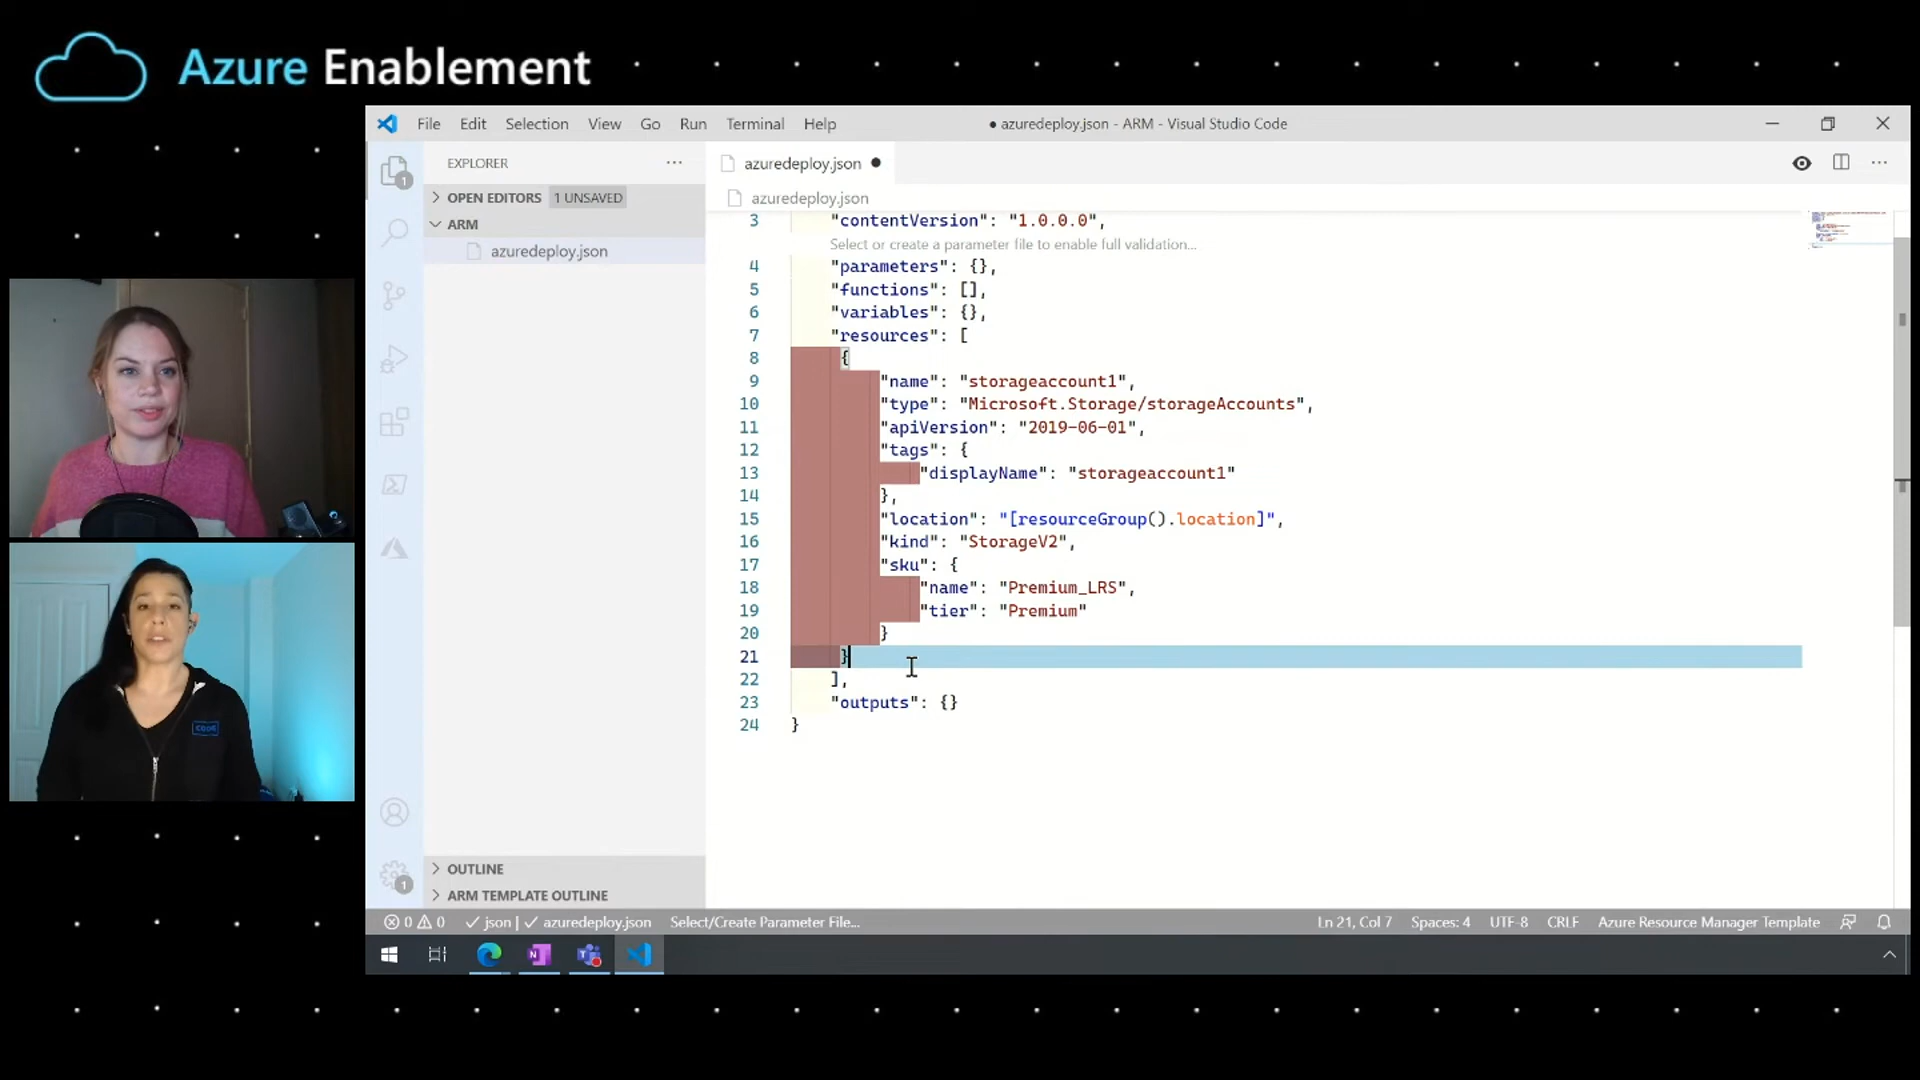 Azure Enablement
File Edit Selection View Go Run Terminal Help
● azuredeploy.json - ARM - Visual Studio Code
EXPLORER
OPEN EDITORS 1 UNSAVED
ARM
azuredeploy.json
azuredeploy.json ●
azuredeploy.json
3 "contentVersion": "1.0.0.0",
Select or create a parameter file to enable full validation...
4 "parameters": {},
5 "functions": [],
6 "variables": {},
7 "resources": [
8 {
9 "name": "storageaccount1",
10 "type": "Microsoft.Storage/storageAccounts",
11 "apiVersion": "2019-06-01",
12 "tags": {
13 "displayName": "storageaccount1"
14 },
15 "location": "[resourceGroup().location]",
16 "kind": "StorageV2",
17 "sku": {
18 "name": "Premium_LRS",
19 "tier": "Premium"
20 }
21 }
22 ],
23 "outputs": {}
24 }
1
CODE
1
OUTLINE
ARM TEMPLATE OUTLINE
0 0 json | azuredeploy.json Select/Create Parameter File... Ln 21, Col 7 Spaces: 4 UTF-8 CRLF Azure Resource Manager Template